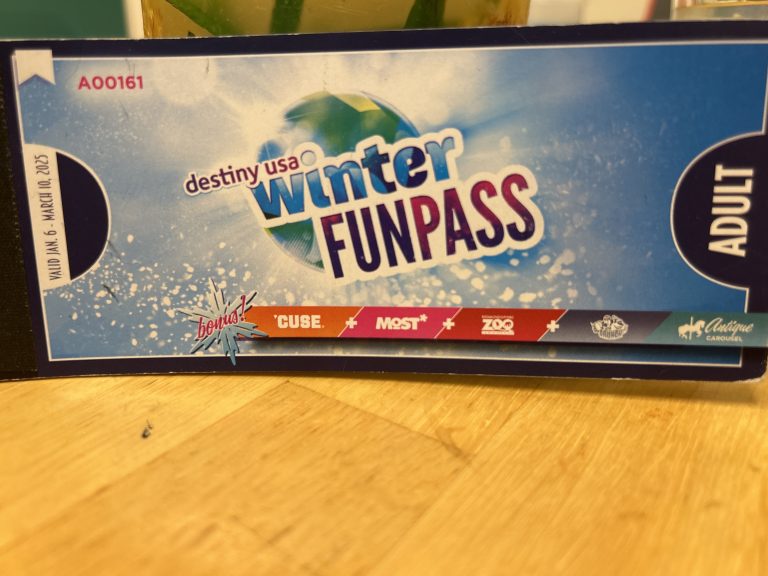 A00161
VALID JAN. 6 - MARCH 10, 2025
destiny usa
winter
FUNPASS
ADULT
bonus!
'CUSE + MOST* + ZOO + Antique
CAROUSEL